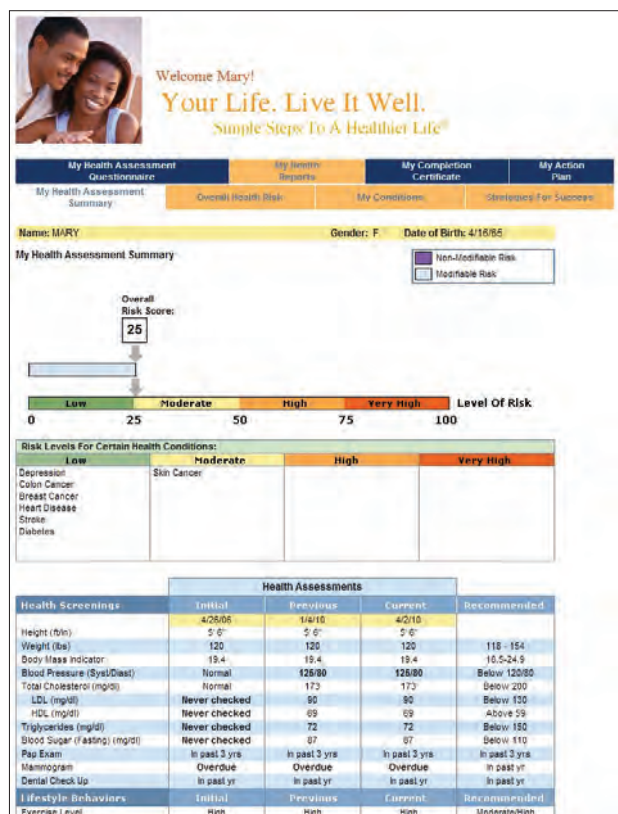 Welcome Mary!
Your Life. Live It Well.
Simple Steps To A Healthier Life®
My Health Assessment Questionnaire My Health Reports My Completion Certificate My Action Plan
My Health Assessment Summary Overall Health Risk My Conditions Strategies For Success
Name: MARY Gender: F Date of Birth: 4/16/65
My Health Assessment Summary
Non-Modifiable Risk
Modifiable Risk
Overall
Risk Score:
25
Low Moderate High Very High Level Of Risk
0 25 50 75 100
Risk Levels For Certain Health Conditions:
Low Moderate High Very High
Depression Skin Cancer
Colon Cancer
Breast Cancer
Heart Disease
Stroke
Diabetes
Health Assessments
Health Screenings Initial Previous Current Recommended
4/26/06 1/4/10 4/2/10
Height (ft/in) 5' 6" 5' 6" 5' 6"
Weight (lbs) 120 120 120 118 - 154
Body Mass Indicator 19.4 19.4 19.4 18.5-24.9
Blood Pressure (Syst/Diast) Normal 126/80 126/80 Below 120/80
Total Cholesterol (mg/dl) Normal 173 173 Below 200
LDL (mg/dl) Never checked 90 90 Below 130
HDL (mg/dl) Never checked 69 69 Above 59
Triglycerides (mg/dl) Never checked 72 72 Below 150
Blood Sugar (Fasting) (mg/dl) Never checked 87 87 Below 110
Pap Exam In past 3 yrs In past 3 yrs In past 3 yrs In past 3 yrs
Mammogram Overdue Overdue Overdue In past yr
Dental Check Up In past yr In past yr In past yr In past yr
Lifestyle Behaviors Initial Previous Current Recommended
Exercise Level High High High Moderate/High